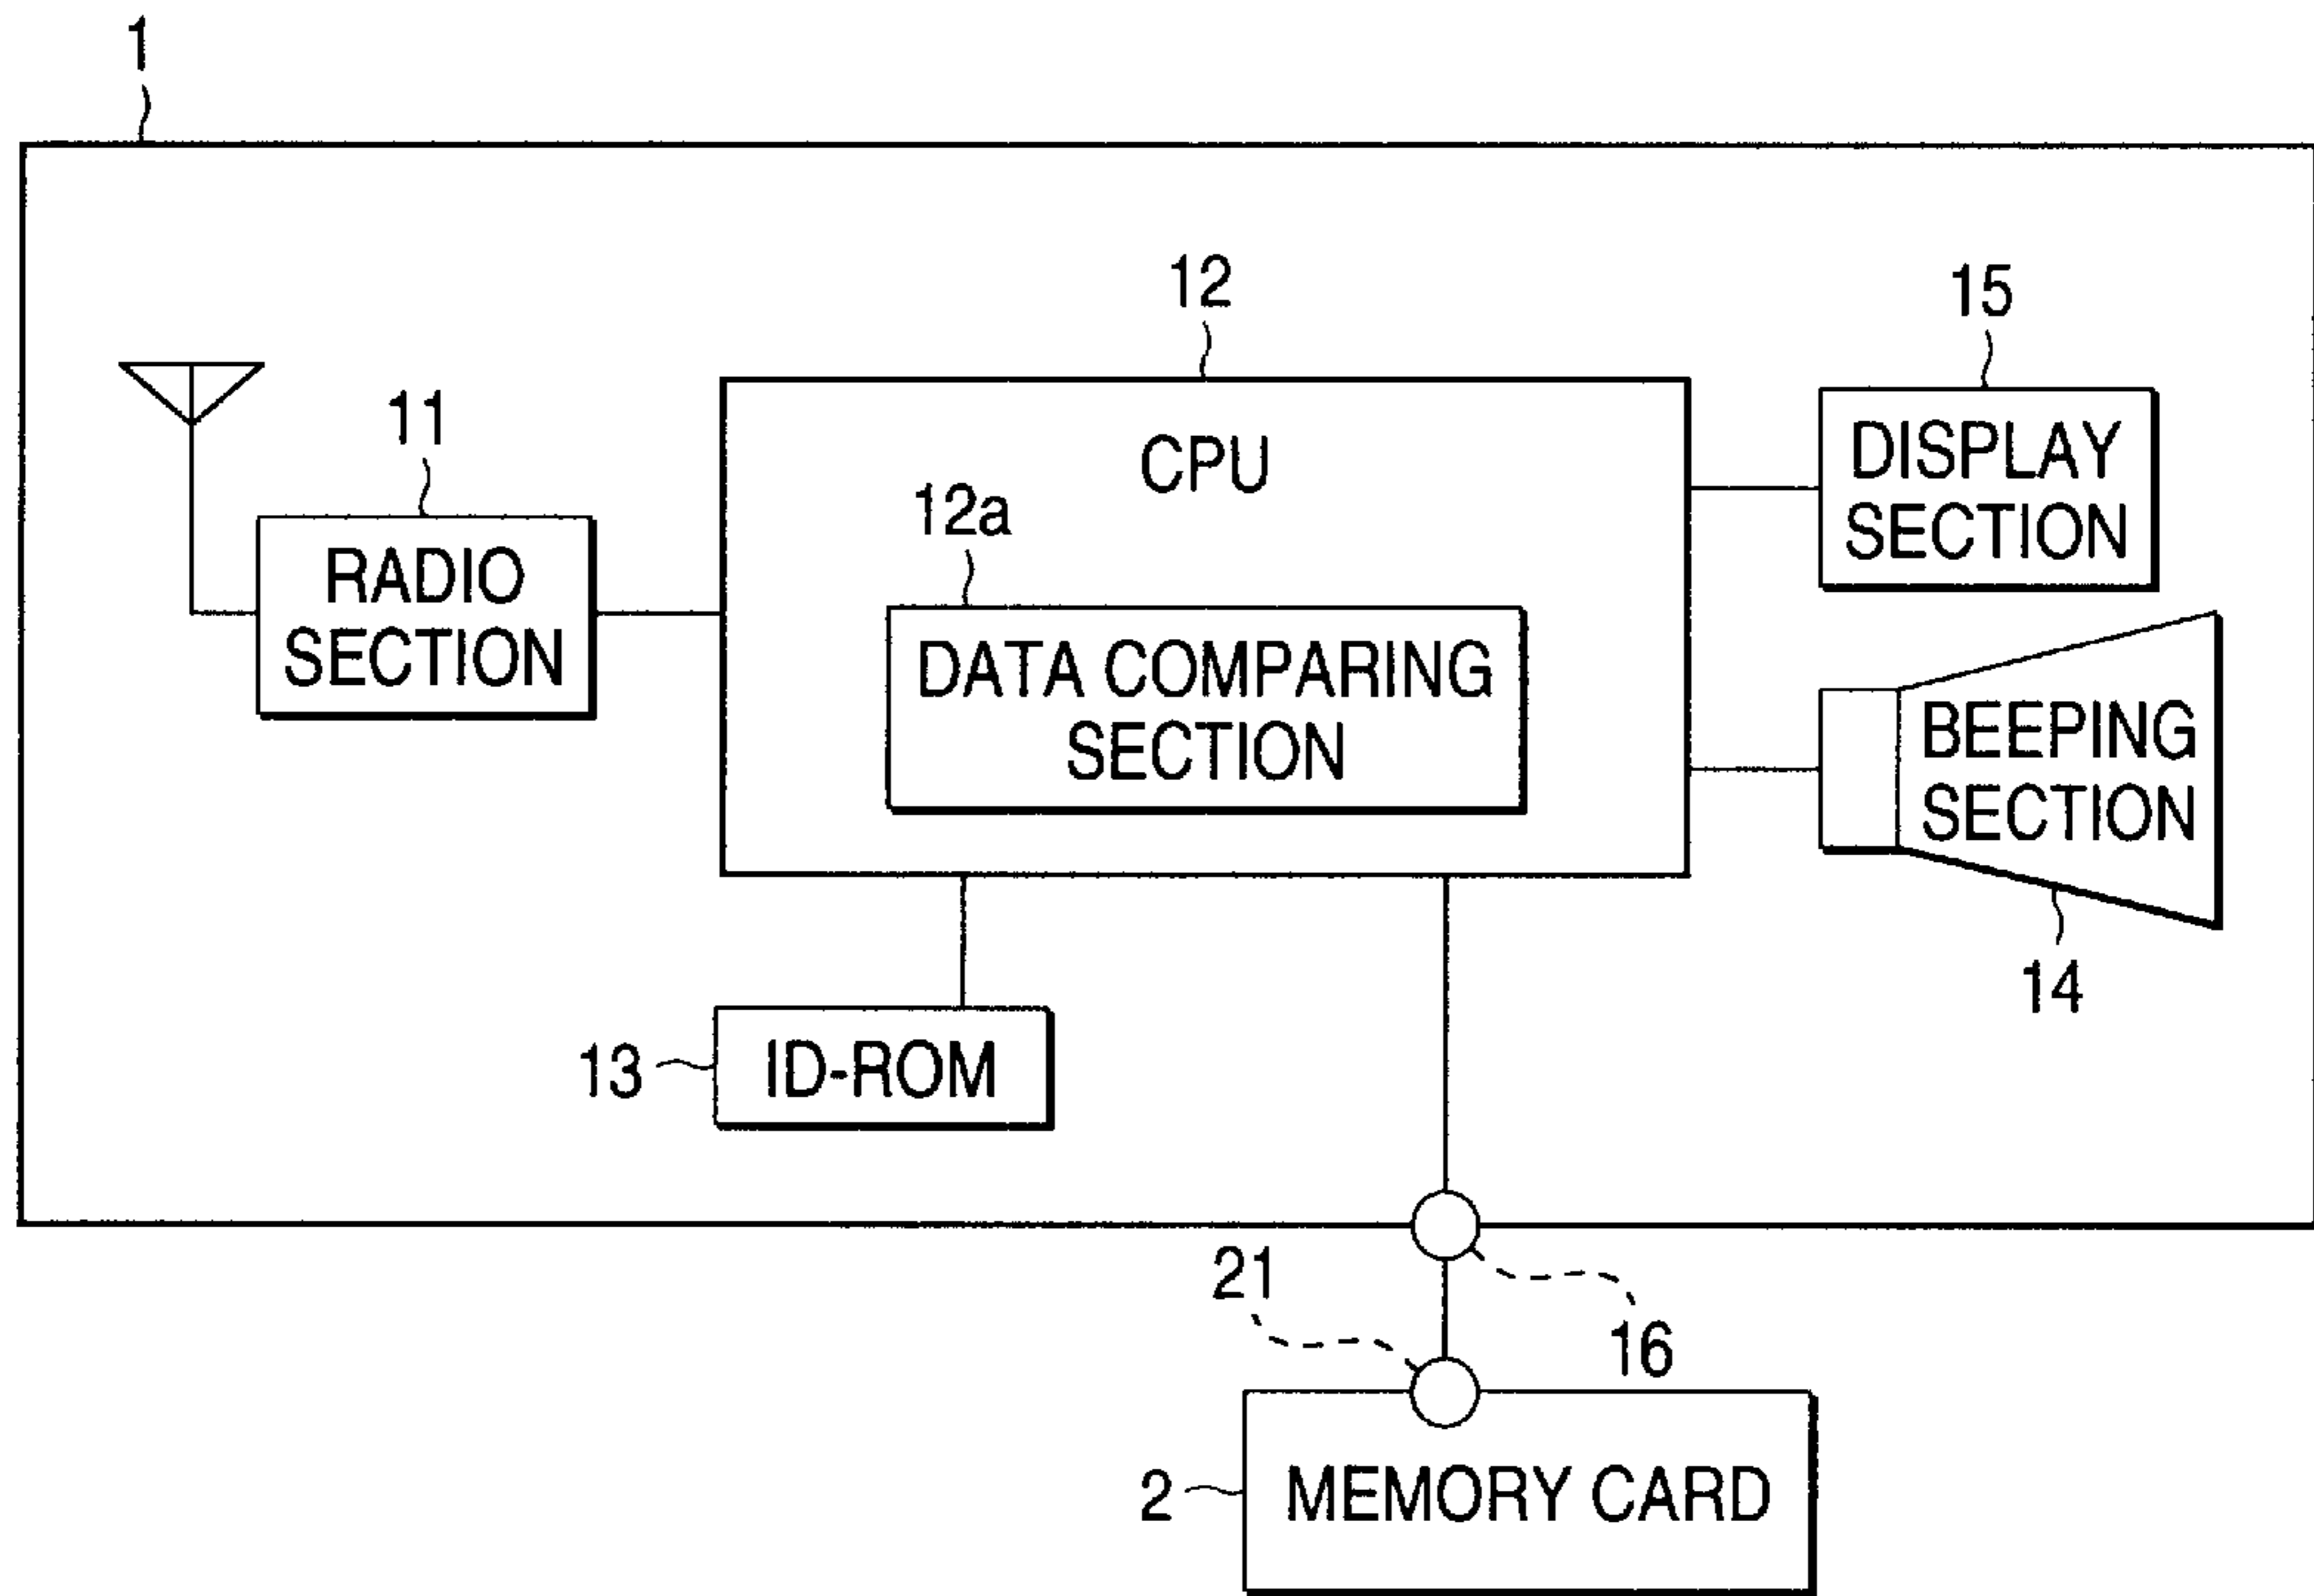 1
12
15
11
CPU
DISPLAY
SECTION
12a
RADIO
SECTION
DATA COMPARING
SECTION
BEEPING
SECTION
14
13
ID-ROM
21
16
2
MEMORY CARD